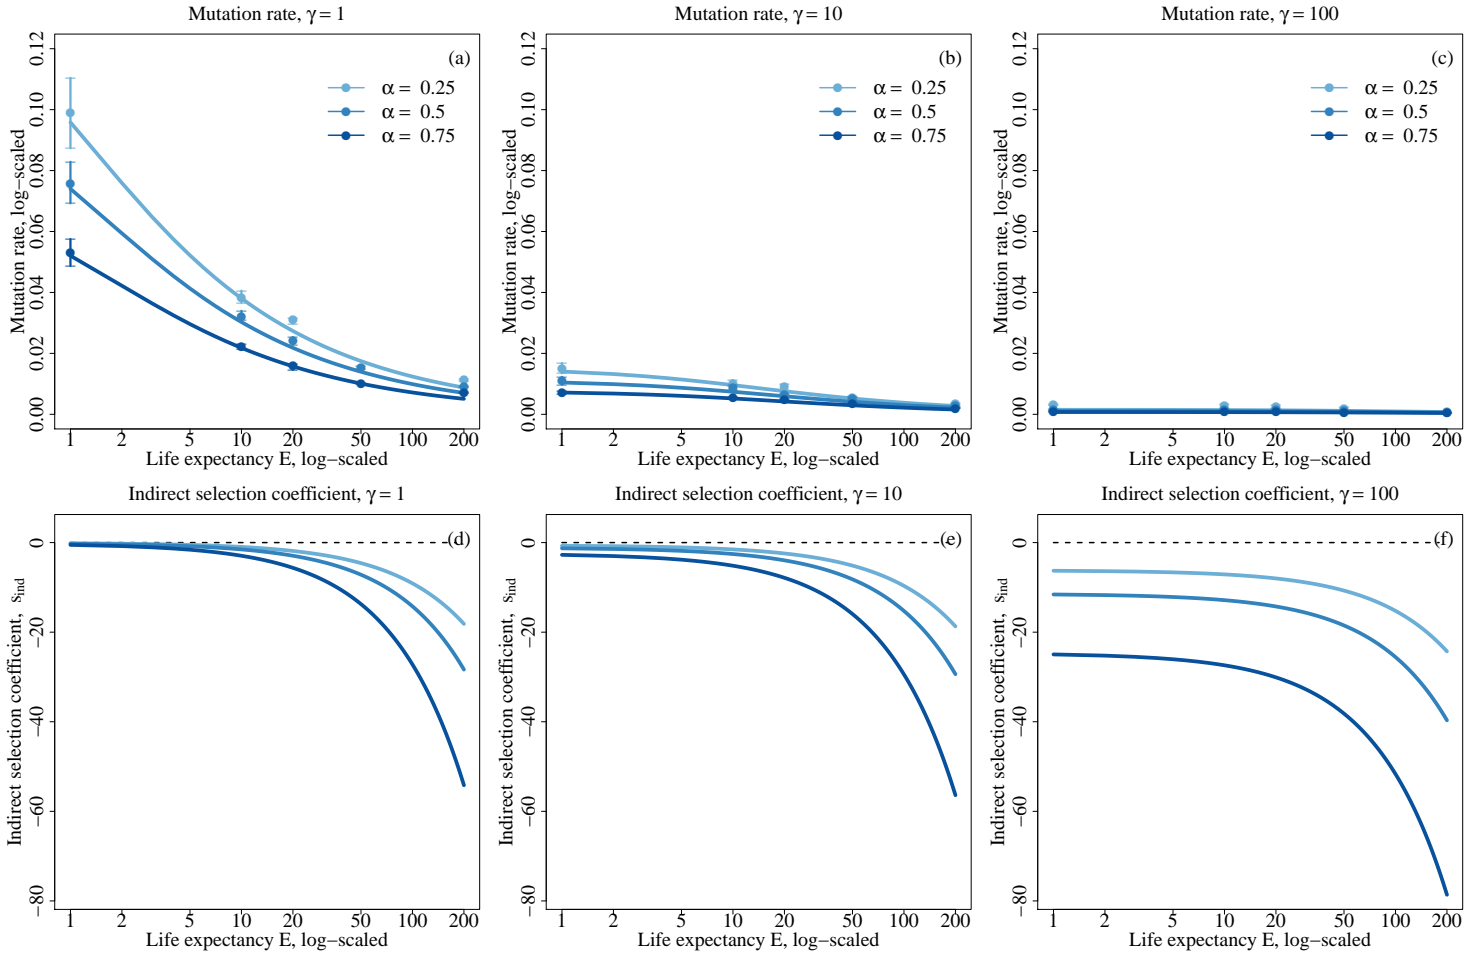 Mutation rate, γ = 1
(a)
α = 0.25
α = 0.5
α = 0.75
Mutation rate, log−scaled
0.12
0.10
0.08
0.06
0.04
0.02
0.00
1 2 5 10 20 50 100 200
Life expectancy E, log−scaled
Mutation rate, γ = 10
(b)
α = 0.25
α = 0.5
α = 0.75
Mutation rate, log−scaled
0.12
0.10
0.08
0.06
0.04
0.02
0.00
1 2 5 10 20 50 100 200
Life expectancy E, log−scaled
Mutation rate, γ = 100
(c)
α = 0.25
α = 0.5
α = 0.75
Mutation rate, log−scaled
0.12
0.10
0.08
0.06
0.04
0.02
0.00
1 2 5 10 20 50 100 200
Life expectancy E, log−scaled
Indirect selection coefficient, γ = 1
(d)
Indirect selection coefficient, s_ind
0
−20
−40
−60
−80
1 2 5 10 20 50 100 200
Life expectancy E, log−scaled
Indirect selection coefficient, γ = 10
(e)
Indirect selection coefficient, s_ind
0
−20
−40
−60
−80
1 2 5 10 20 50 100 200
Life expectancy E, log−scaled
Indirect selection coefficient, γ = 100
(f)
Indirect selection coefficient, s_ind
0
−20
−40
−60
−80
1 2 5 10 20 50 100 200
Life expectancy E, log−scaled